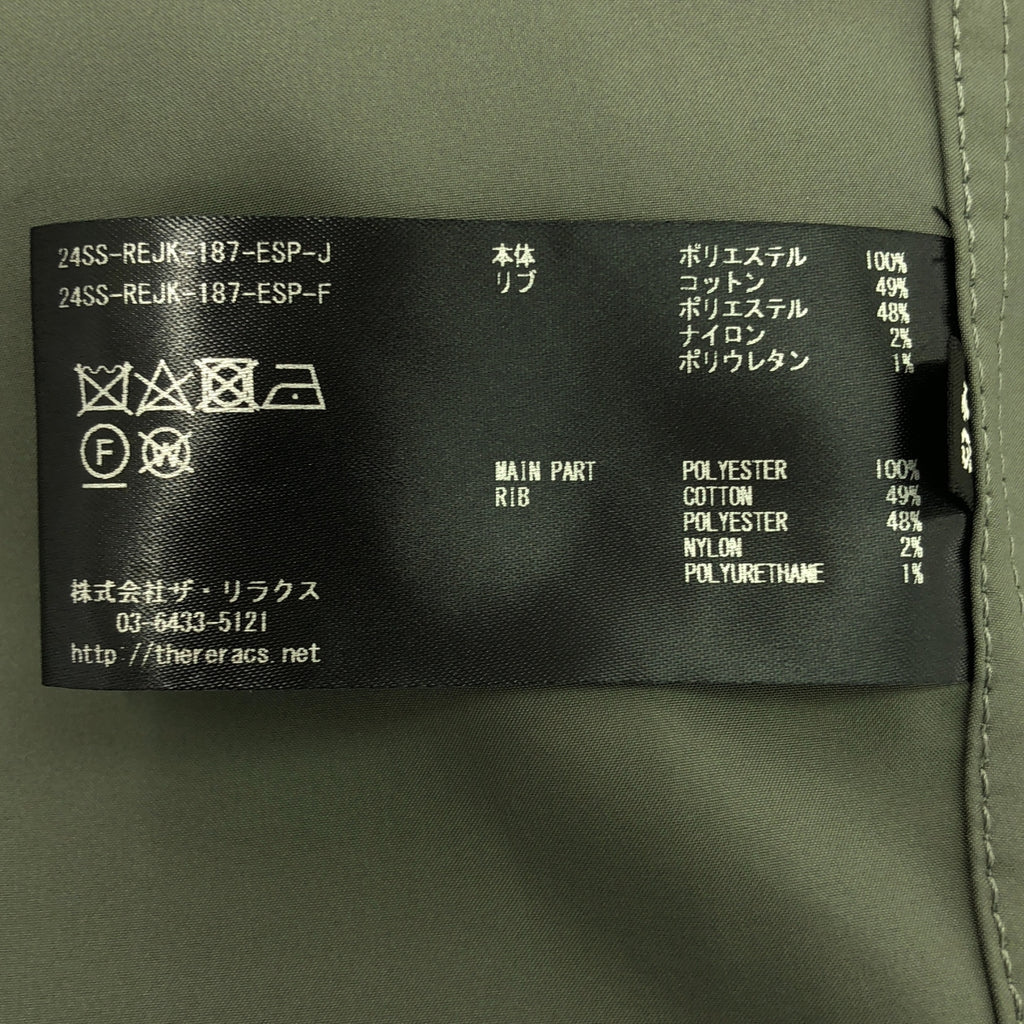 24SS-REJK-187-ESP-J
24SS-REJK-187-ESP-F
本体 ポリエステル 100%
リブ コットン 49%
ポリエステル 48%
ナイロン 2%
ポリウレタン 1%
F
W
MAIN PART POLYESTER 100%
RIB COTTON 49%
POLYESTER 48%
NYLON 2%
POLYURETHANE 1%
株式会社ザ・リラクス
03-6433-5121
http://thereracs.net